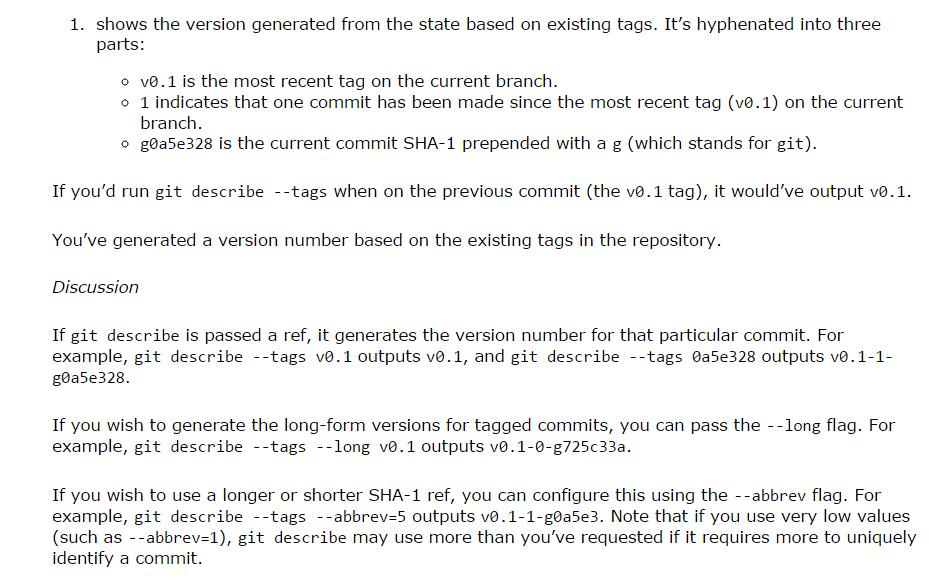 1. shows the version generated from the state based on existing tags. It’s hyphenated into three
parts:
○ v0.1 is the most recent tag on the current branch.
○ 1 indicates that one commit has been made since the most recent tag (v0.1) on the current
branch.
○ g0a5e328 is the current commit SHA-1 prepended with a g (which stands for git).
If you’d run git describe --tags when on the previous commit (the v0.1 tag), it would’ve output v0.1.
You’ve generated a version number based on the existing tags in the repository.
Discussion
If git describe is passed a ref, it generates the version number for that particular commit. For
example, git describe --tags v0.1 outputs v0.1, and git describe --tags 0a5e328 outputs v0.1-1-
g0a5e328.
If you wish to generate the long-form versions for tagged commits, you can pass the --long flag. For
example, git describe --tags --long v0.1 outputs v0.1-0-g725c33a.
If you wish to use a longer or shorter SHA-1 ref, you can configure this using the --abbrev flag. For
example, git describe --tags --abbrev=5 outputs v0.1-1-g0a5e3. Note that if you use very low values
(such as --abbrev=1), git describe may use more than you’ve requested if it requires more to uniquely
identify a commit.